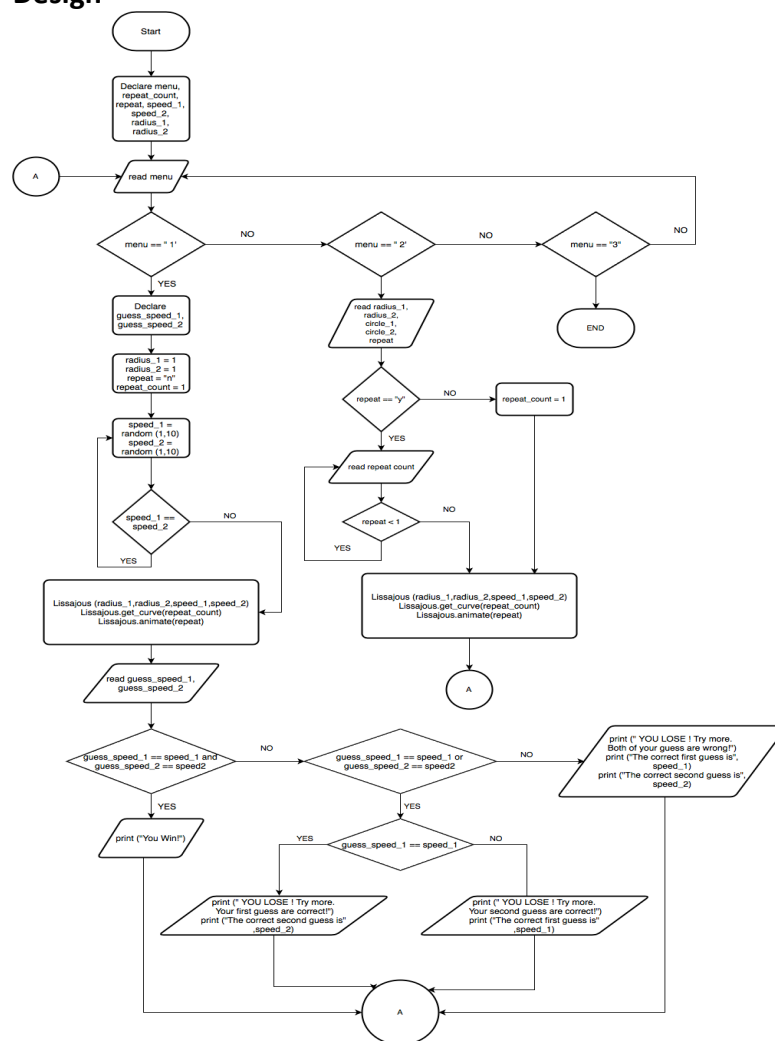 Design
Start
Declare menu,
repeat_count,
repeat, speed_1,
speed_2,
radius_1,
radius_2
A
read menu
menu == " 1'
NO
menu == " 2'
NO
menu == "3"
NO
YES
Declare
guess_speed_1,
guess_speed_2
read radius_1,
radius_2,
circle_1,
circle_2,
repeat
END
radius_1 = 1
radius_2 = 1
repeat = "n"
repeat_count = 1
repeat == "y"
NO
repeat_count = 1
YES
speed_1 =
random (1,10)
speed_2 =
random (1,10)
read repeat count
speed_1 ==
speed_2
NO
YES
repeat < 1
NO
YES
Lissajous (radius_1,radius_2,speed_1,speed_2)
Lissajous.get_curve(repeat_count)
Lissajous.animate(repeat)
Lissajous (radius_1,radius_2,speed_1,speed_2)
Lissajous.get_curve(repeat_count)
Lissajous.animate(repeat)
A
read guess_speed_1,
guess_speed_2
guess_speed_1 == speed_1 and
guess_speed_2 == speed2
NO
guess_speed_1 == speed_1 or
guess_speed_2 == speed2
NO
print (" YOU LOSE ! Try more.
Both of your guess are wrong!")
print ("The correct first guess is",
speed_1)
print ("The correct second guess is",
speed_2)
YES
print ("You Win!")
YES
guess_speed_1 == speed_1
YES
NO
print (" YOU LOSE ! Try more.
Your first guess are correct!")
print ("The correct second guess is"
,speed_2)
print (" YOU LOSE ! Try more.
Your second guess are correct!")
print ("The correct first guess is"
,speed_1)
A